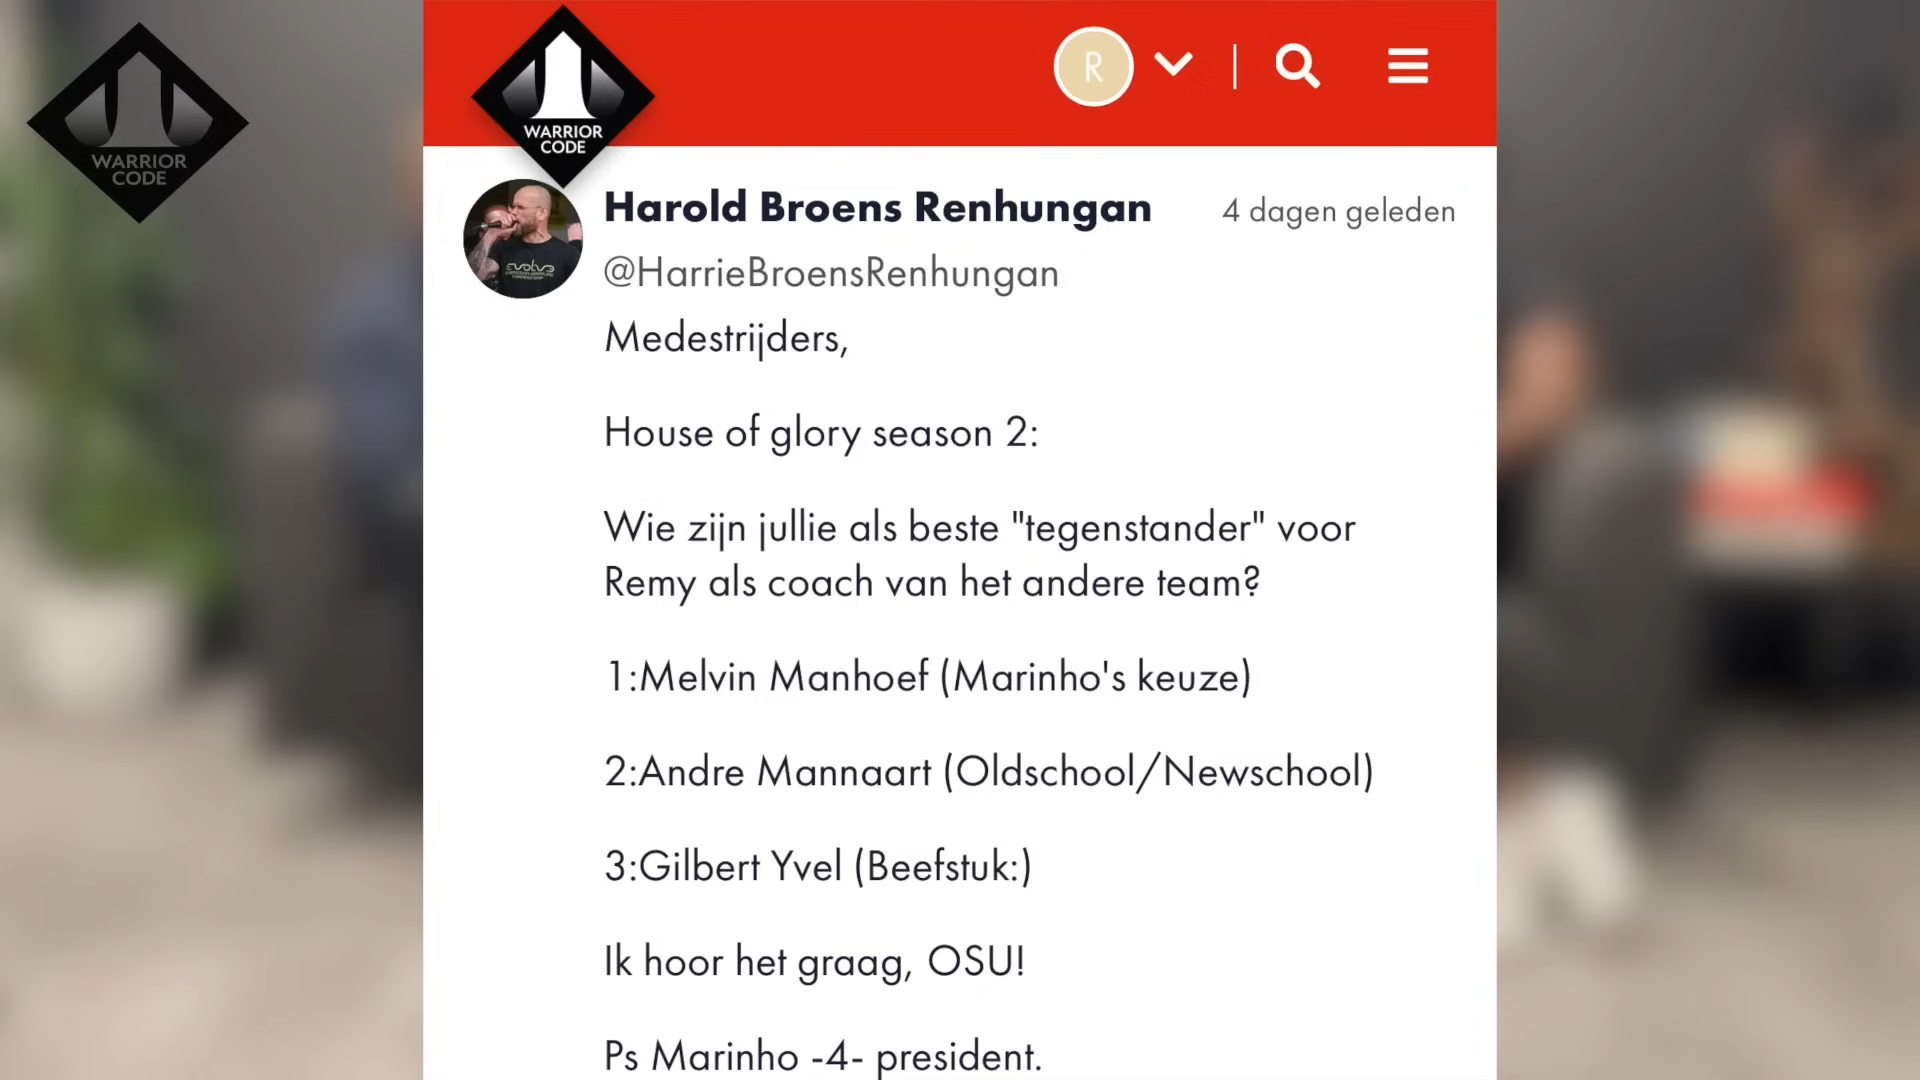 WARRIOR
CODE
WARRIOR
CODE
R
Harold Broens Renhungan
4 dagen geleden
@HarrieBroensRenhungan
Medestrijders,
House of glory season 2:
Wie zijn jullie als beste "tegenstander" voor
Remy als coach van het andere team?
1:Melvin Manhoef (Marinho's keuze)
2:Andre Mannaart (Oldschool/Newschool)
3:Gilbert Yvel (Beefstuk:)
Ik hoor het graag, OSU!
Ps Marinho -4- president.